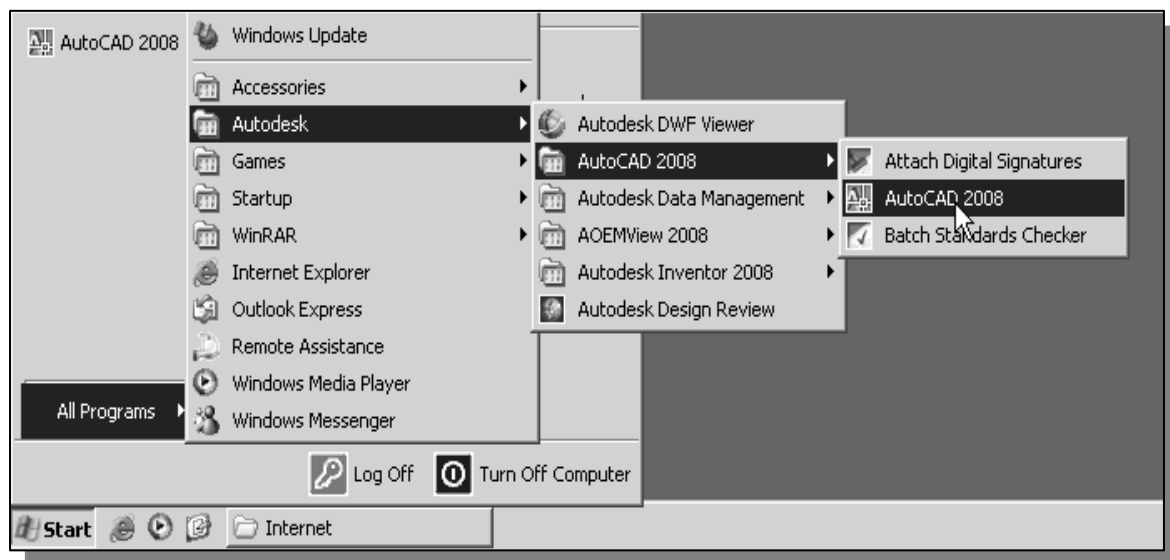 AutoCAD 2008
Windows Update
Accessories
Autodesk
Games
Startup
WinRAR
Internet Explorer
Outlook Express
Remote Assistance
Windows Media Player
Windows Messenger
Autodesk DWF Viewer
AutoCAD 2008
Autodesk Data Management
AOEMView 2008
Autodesk Inventor 2008
Autodesk Design Review
Attach Digital Signatures
AutoCAD 2008
Batch Standards Checker
All Programs
Log Off
Turn Off Computer
Start
Internet